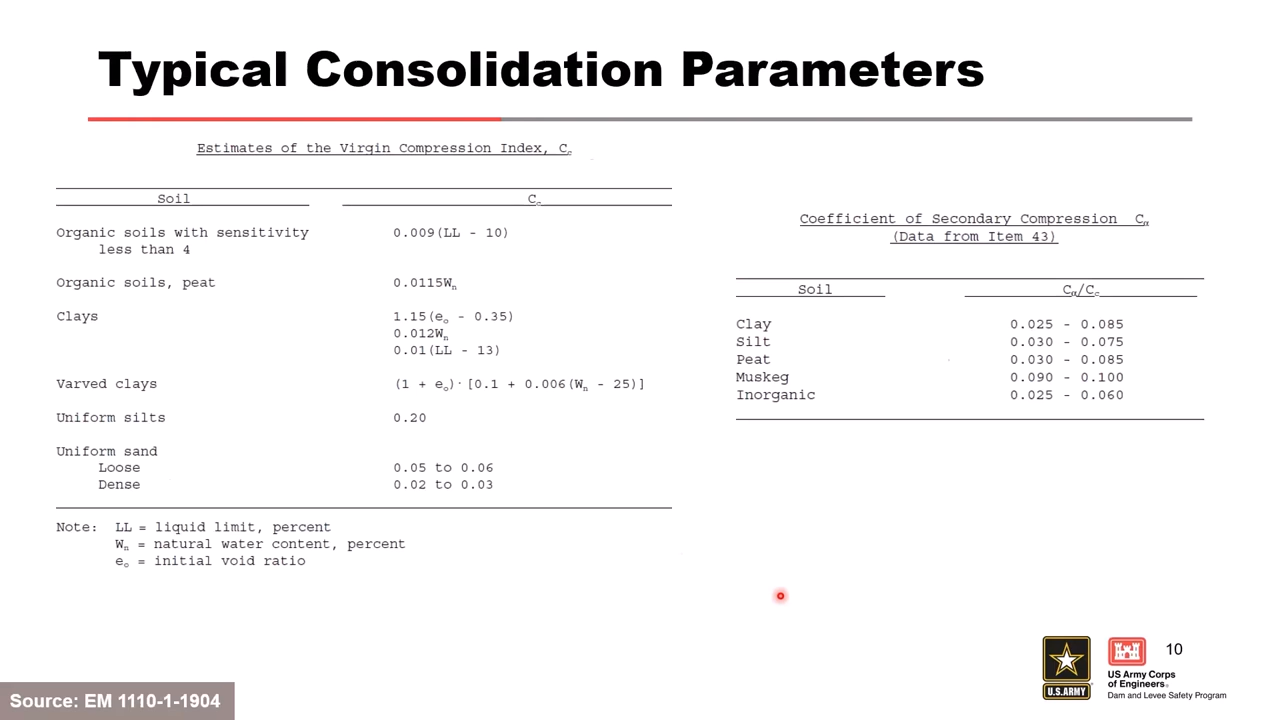 Typical Consolidation Parameters
Estimates of the Virgin Compression Index, Cc
Soil Cc
Organic soils with sensitivity 0.009(LL - 10)
less than 4
Organic soils, peat 0.0115Wn
Clays 1.15(eo - 0.35)
0.012Wn
0.01(LL - 13)
Varved clays (1 + eo)·[0.1 + 0.006(Wn - 25)]
Uniform silts 0.20
Uniform sand
Loose 0.05 to 0.06
Dense 0.02 to 0.03
Note: LL = liquid limit, percent
Wn = natural water content, percent
eo = initial void ratio
Coefficient of Secondary Compression Cα
(Data from Item 43)
Soil Cα/Cc
Clay 0.025 - 0.085
Silt 0.030 - 0.075
Peat 0.030 - 0.085
Muskeg 0.090 - 0.100
Inorganic 0.025 - 0.060
U.S.ARMY
US Army Corps
of Engineers®
Dam and Levee Safety Program
10
Source: EM 1110-1-1904